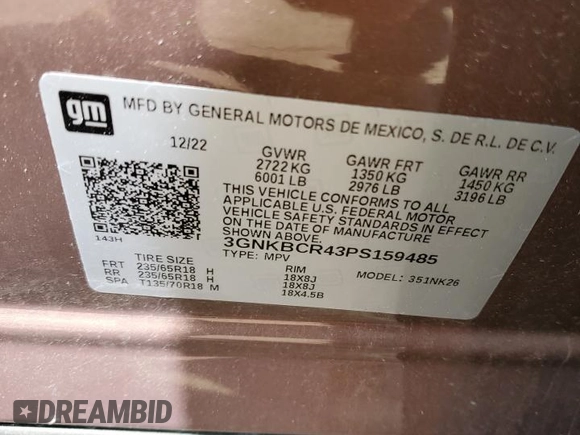 gm
MFD BY GENERAL MOTORS DE MEXICO, S. DE R.L. DE C.V.
12/22 GVWR GAWR FRT GAWR RR
2722 KG 1350 KG 1450 KG
6001 LB 2976 LB 3196 LB
THIS VEHICLE CONFORMS TO ALL
APPLICABLE U.S. FEDERAL MOTOR
VEHICLE SAFETY STANDARDS IN EFFECT
ON THE DATE OF MANUFACTURE
SHOWN ABOVE.
143H
3GNKBCR43PS159485
TYPE: MPV MODEL: 351NK26
TIRE SIZE RIM
FRT 235/65R18 H 18X8J
RR 235/65R18 H 18X8J
SPA T135/70R18 M 18X4.5B
DREAMBID